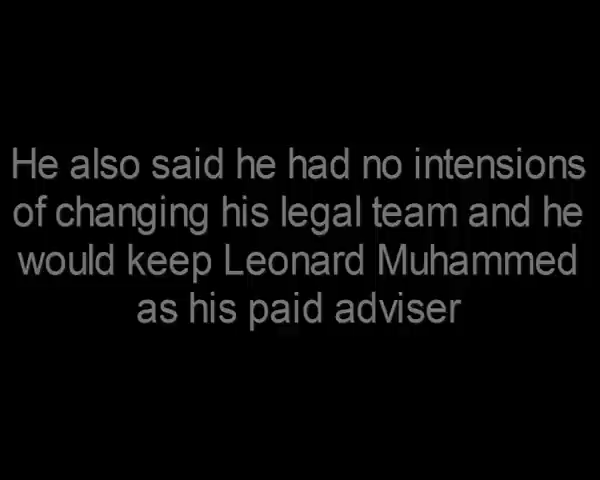 He also said he had no intensions
of changing his legal team and he
would keep Leonard Muhammed
as his paid adviser